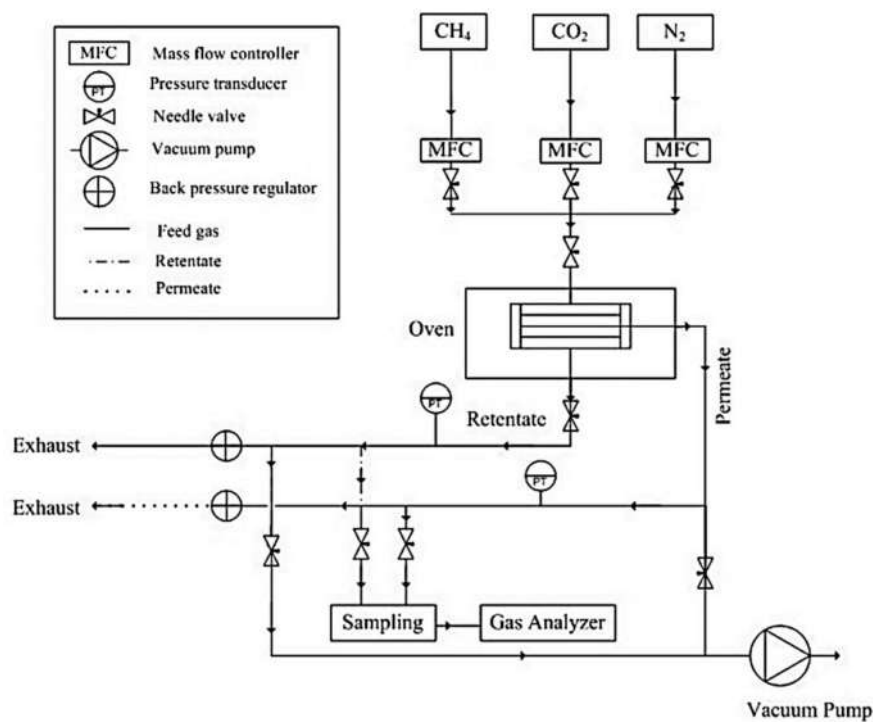 MFC Mass flow controller
PT Pressure transducer
Needle valve
Vacuum pump
Back pressure regulator
Feed gas
Retentate
Permeate
CH₄ CO₂ N₂
MFC MFC MFC
Oven
Permeate
PT
Retentate
Exhaust
PT
Exhaust
Sampling
Gas Analyzer
Vacuum Pump